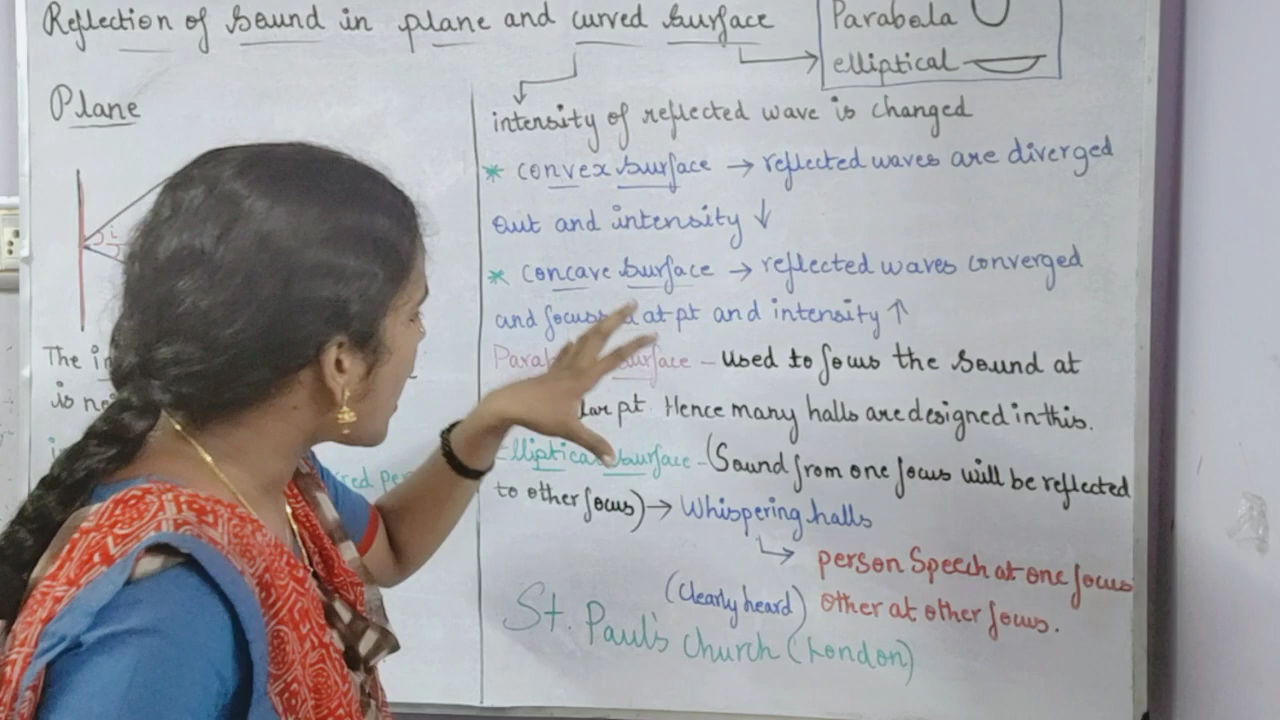 Reflection of sound in plane and curved surface
Parabola
elliptical
Plane
i
intensity of reflected wave is changed
* convex surface → reflected waves are diverged
out and intensity ↓
* Concave surface → reflected waves converged
and focussed at pt and intensity ↑
surface - used to focus the sound at
pt. Hence many halls are designed in this.
Elliptical surface - (Sound from one focus will be reflected
to other focus) → Whispering halls
person Speech at one focus
(Clearly heard) other at other focus.
St. Paul's church (London)
The
is